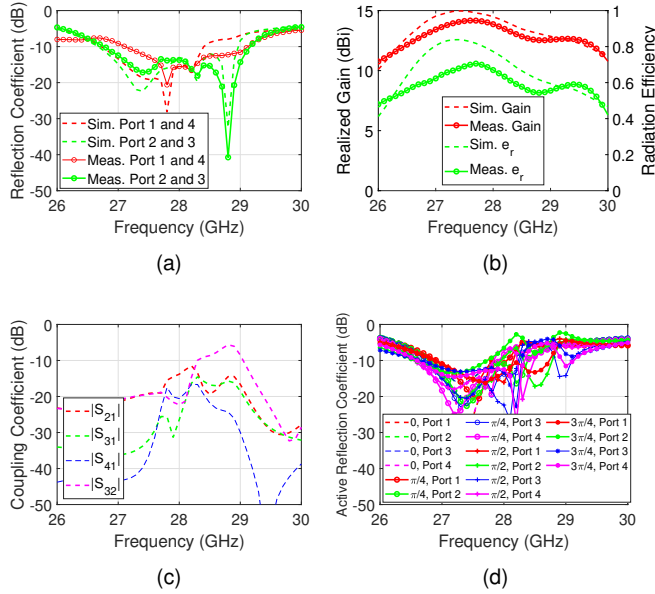 0
-10
-20
-30
-40
-50
Reflection Coefficient (dB)
Sim. Port 1 and 4
Sim. Port 2 and 3
Meas. Port 1 and 4
Meas. Port 2 and 3
26 27 28 29 30
Frequency (GHz)
(a)
15
10
5
0
Realized Gain (dBi)
Sim. Gain
Meas. Gain
Sim. e_r
Meas. e_r
1
0.8
0.6
0.4
0.2
0
Radiation Efficiency
26 27 28 29 30
Frequency (GHz)
(b)
0
-10
-20
-30
-40
-50
Coupling Coefficient (dB)
|S_21|
|S_31|
|S_41|
|S_32|
26 27 28 29 30
Frequency (GHz)
(c)
0
-10
-20
-30
-40
-50
Active Reflection Coefficient (dB)
0, Port 1
0, Port 2
0, Port 3
0, Port 4
π/4, Port 1
π/4, Port 2
π/4, Port 3
π/4, Port 4
π/2, Port 1
π/2, Port 2
π/2, Port 3
π/2, Port 4
3π/4, Port 1
3π/4, Port 2
3π/4, Port 3
3π/4, Port 4
26 27 28 29 30
Frequency (GHz)
(d)